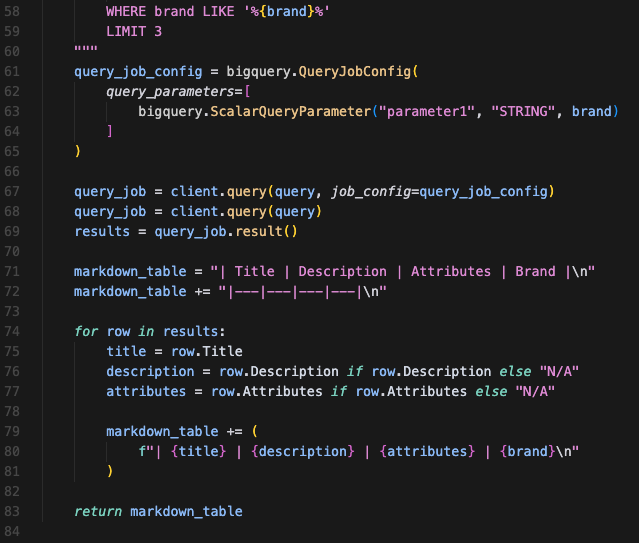 58 WHERE brand LIKE '%{brand}%'
59 LIMIT 3
60 """
61 query_job_config = bigquery.QueryJobConfig(
62 query_parameters=[
63 bigquery.ScalarQueryParameter("parameter1", "STRING", brand)
64 ]
65 )
66
67 query_job = client.query(query, job_config=query_job_config)
68 query_job = client.query(query)
69 results = query_job.result()
70
71 markdown_table = "| Title | Description | Attributes | Brand |\n"
72 markdown_table += "|---|---|---|---|\n"
73
74 for row in results:
75 title = row.Title
76 description = row.Description if row.Description else "N/A"
77 attributes = row.Attributes if row.Attributes else "N/A"
78
79 markdown_table += (
80 f"| {title} | {description} | {attributes} | {brand}\n"
81 )
82
83 return markdown_table
84